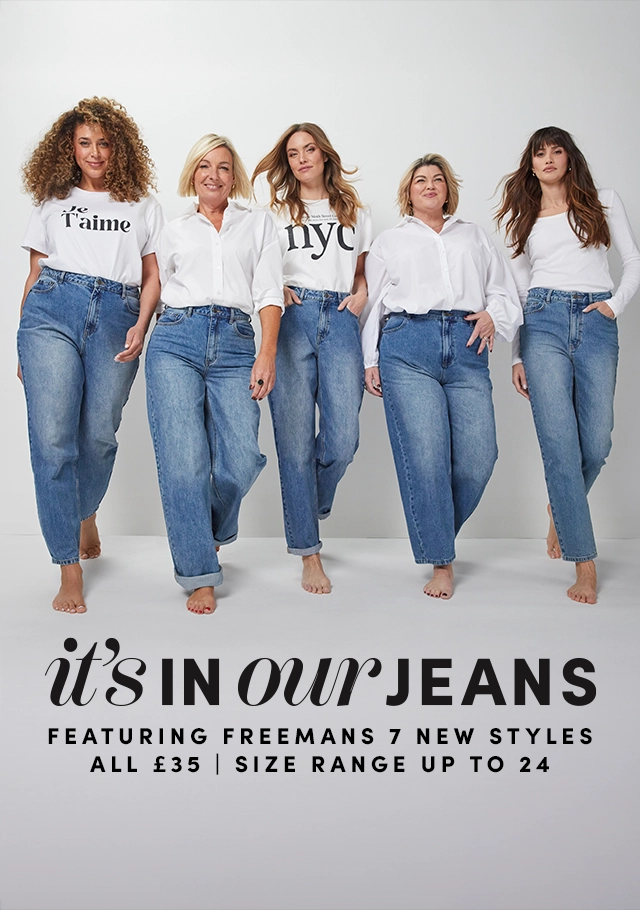 Je
T'aime
nyc
it's IN our JEANS
FEATURING FREEMANS 7 NEW STYLES
ALL £35 | SIZE RANGE UP TO 24